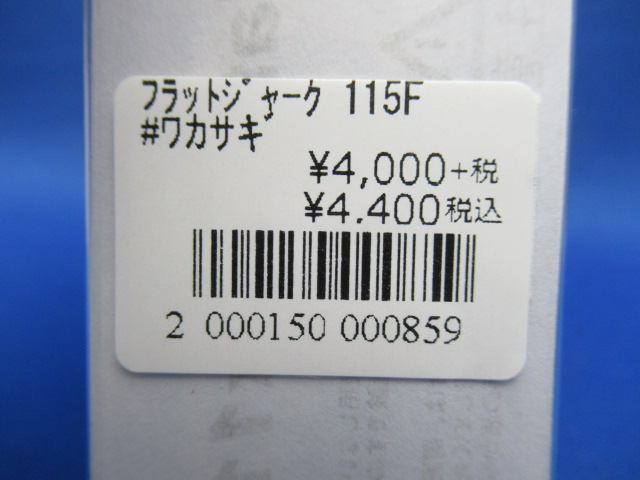 フラットジャーク 115F
#ワカサギ
¥4,000+税
¥4.400税込
2 000150 000859